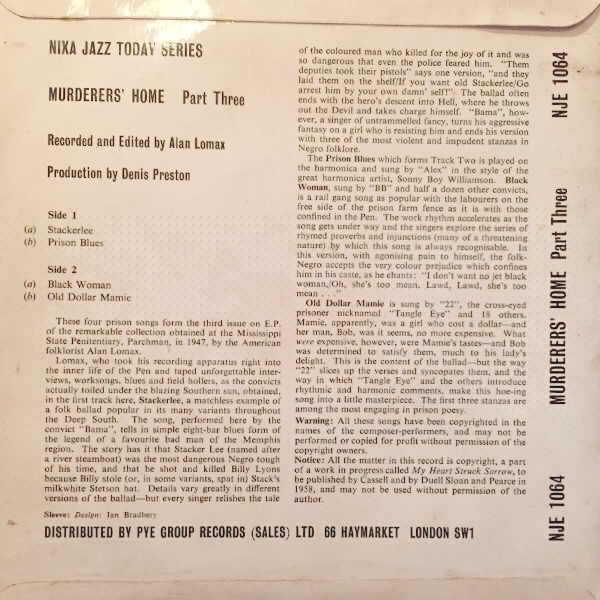 NIXA JAZZ TODAY SERIES
MURDERERS' HOME Part Three
Recorded and Edited by Alan Lomax
Production by Denis Preston
Side 1
(a) Stackerlee
(b) Prison Blues
Side 2
(a) Black Woman
(b) Old Dollar Mamie
These four prison songs form the third issue on E.P.
of the remarkable collection obtained at the Mississippi
State Penitentiary, Parchman, in 1947, by the American
folklorist Alan Lomax.
Lomax, who took his recording apparatus right into
the inner life of the Pen and taped unforgettable inter-
views, worksongs, blues and field hollers, as the convicts
actually toiled under the blazing Southern sun, obtained,
in the first track here, Stackerlee, a matchless example of
a folk ballad popular in its many variants throughout
the Deep South. The song, performed here by the
convict "Bama", tells in simple eight-bar blues form of
the legend of a favourite bad man of the Memphis
region. The story has it that Stacker Lee (named after
a river steamboat) was the most dangerous Negro tough
of his time, and that he shot and killed Billy Lyons
because Billy stole (or, in some variants, spat in) Stack's
milkwhite Stetson hat. Details vary greatly in different
versions of the ballad—but every singer relishes the tale
of the coloured man who killed for the joy of it and was
so dangerous that even the police feared him. "Them
deputies took their pistols" says one version, "and they
laid them on the shelf/If you want old Stackerlee/Go
arrest him by your own damn' self!" The ballad often
ends with the hero's descent into Hell, where he throws
out the Devil and takes charge himself. "Bama", how-
ever, a singer of untrammelled fancy, turns his aggressive
fantasy on a girl who is resisting him and ends his version
with three of the most violent and impudent stanzas in
Negro folklore.
The Prison Blues which forms Track Two is played on
the harmonica and sung by "Alex" in the style of the
great harmonica artist, Sonny Boy Williamson. Black
Woman, sung by "BB" and half a dozen other convicts,
is a rail gang song as popular with the labourers on the
free side of the prison farm fence as it is with those
confined in the Pen. The work rhythm accelerates as the
song gets under way and the singers explore the series of
rhymed proverbs and injunctions (many of a threatening
nature) by which this song is always recognisable. In
this version, with agonising pain to himself, the folk-
Negro accepts the very colour prejudice which confines
him in his caste, as he chants: "I don't want no jet black
woman,/Oh, she's too mean, Lawd, Lawd, she's too
mean . . ."
Old Dollar Mamie is sung by "22", the cross-eyed
prisoner nicknamed "Tangle Eye" and 18 others.
Mamie, apparently, was a girl who cost a dollar—and
her man, Bob, was it seems, no more expensive. What
were expensive, however, were Mamie's tastes—and Bob
was determined to satisfy them, much to his lady's
delight. This is the content of the ballad—but the way
"22" slices up the verses and syncopates them, and the
way in which "Tangle Eye" and the others introduce
rhythmic and harmonic comments, make this hoe-ing
song into a little masterpiece. The first three stanzas are
among the most engaging in prison poesy.
Warning: All these songs have been copyrighted in the
names of composer-performers, and may not be
performed or copied for profit without permission of the
copyright owners.
Notice: All the matter in this record is copyright, a part
of a work in progress called My Heart Struck Sorrow, to
be published by Cassell and by Duell Sloan and Pearce in
1958, and may not be used without permission of the
author.
Sleeve: Design: Ian Bradbery
DISTRIBUTED BY PYE GROUP RECORDS (SALES) LTD 66 HAYMARKET LONDON SW1
NJE 1064 MURDERERS' HOME Part Three NJE 1064